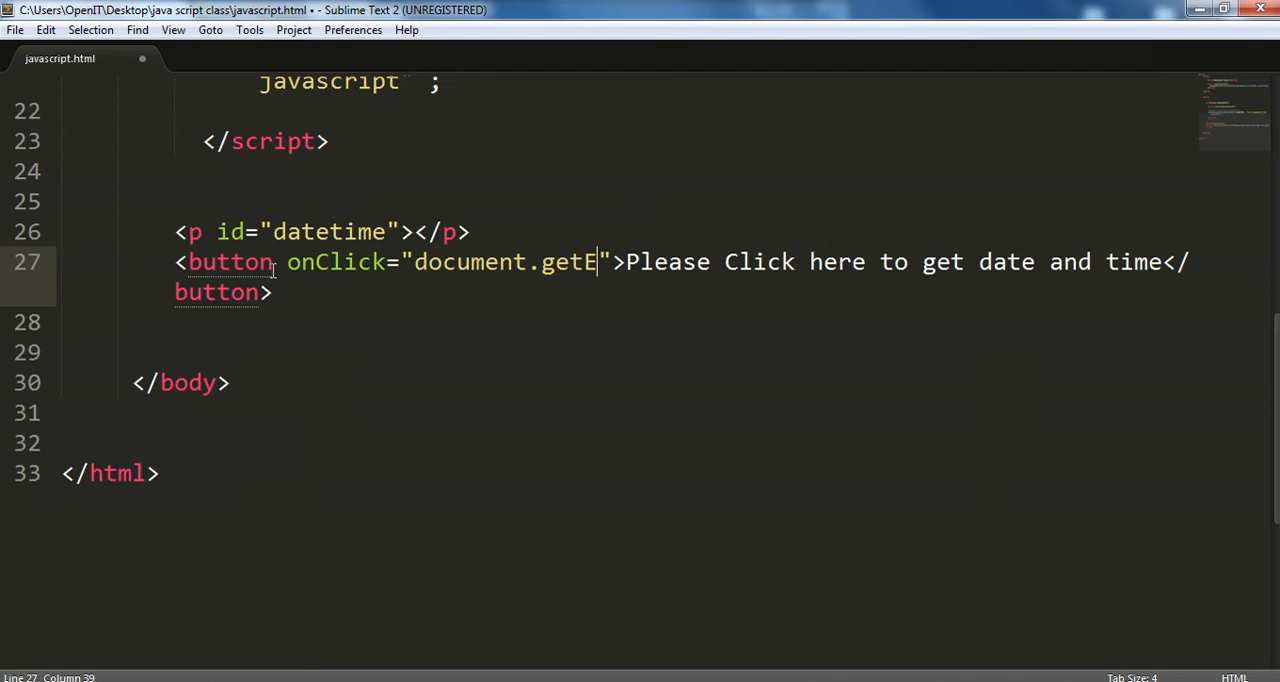 C:\Users\OpenIT\Desktop\java script class\javascript.html • - Sublime Text 2 (UNREGISTERED)
File Edit Selection Find View Goto Tools Project Preferences Help
javascript.html
javascript" ;
22
23 </script>
24
25
26 <p id="datetime"></p>
27 <button onClick="document.getE">Please Click here to get date and time</
button>
28
29
30 </body>
31
32
33 </html>
Line 27, Column 39 Tab Size: 4 HTML